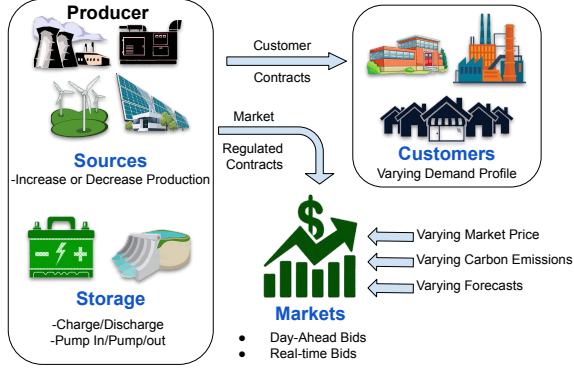 Producer
Sources
-Increase or Decrease Production
Storage
-Charge/Discharge
-Pump In/Pump/out
Customer
Contracts
Market
Regulated Contracts
Customers
Varying Demand Profile
$
Markets
● Day-Ahead Bids
● Real-time Bids
Varying Market Price
Varying Carbon Emissions
Varying Forecasts